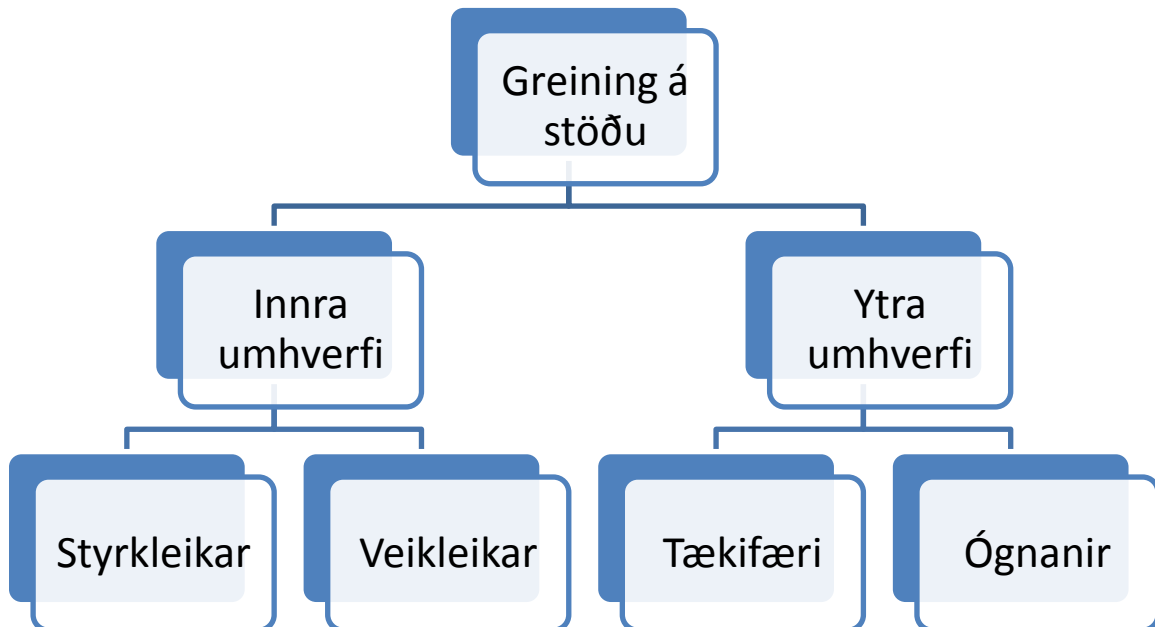 Greining á
stöðu
Innra
umhverfi
Ytra
umhverfi
Styrkleikar
Veikleikar
Tækifæri
Ógnanir